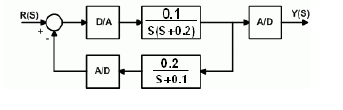 R(S) + - D/A 0.1 A/D Y(S)
S(S+0.2)
A/D 0.2
S+0.1